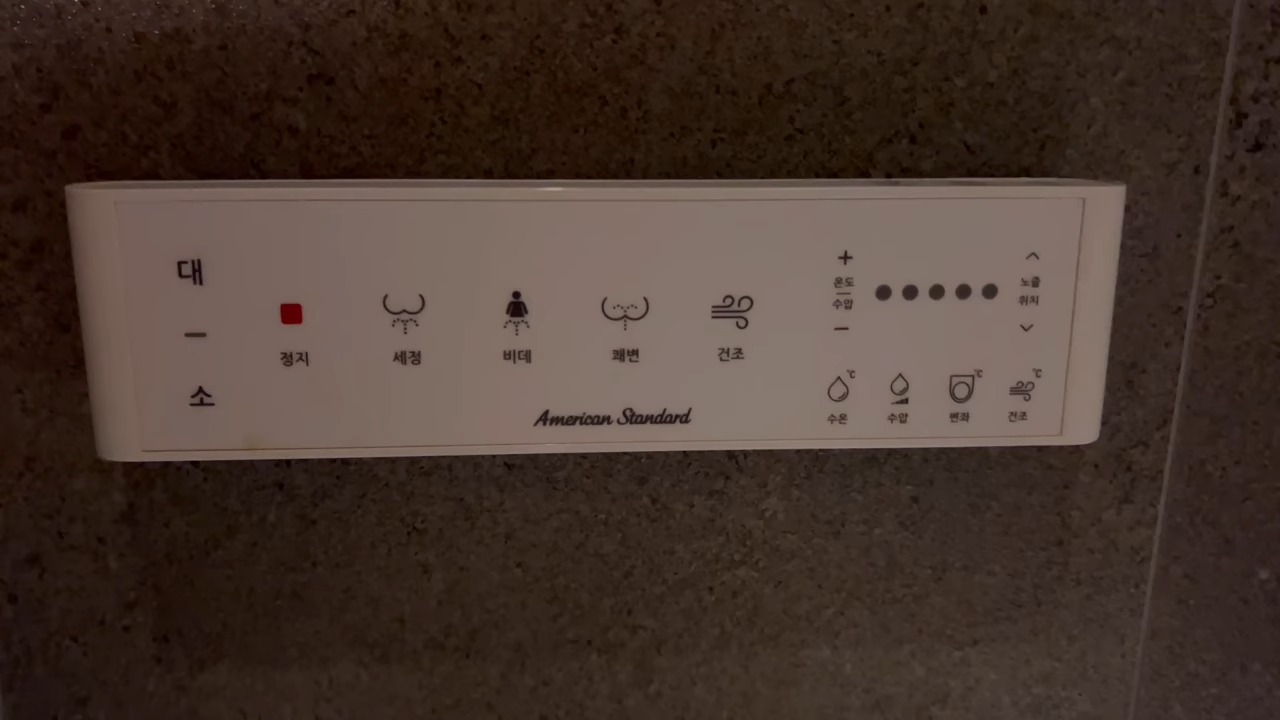 대
—
소
정지
세정
비데
쾌변
건조
American Standard
+
온도
수압
—
노즐
위치
°C
수온
수압
°C
변좌
°C
건조